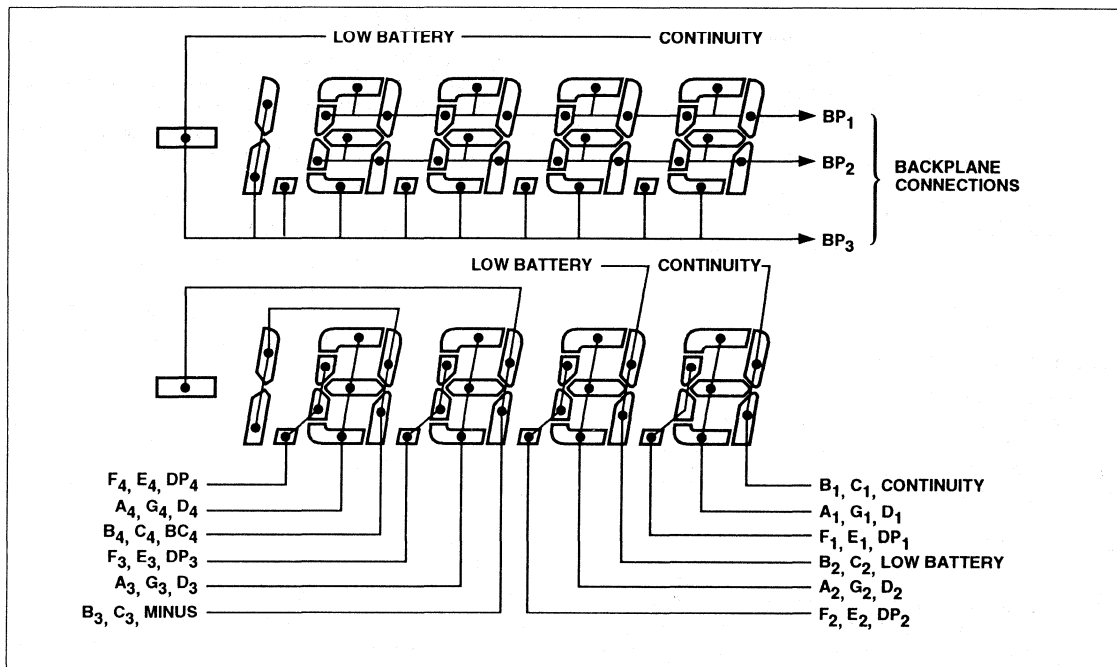 LOW BATTERY CONTINUITY
BP1
BP2
BACKPLANE
CONNECTIONS
BP3
LOW BATTERY CONTINUITY
F4, E4, DP4
A4, G4, D4
B4, C4, BC4
F3, E3, DP3
A3, G3, D3
B3, C3, MINUS
B1, C1, CONTINUITY
A1, G1, D1
F1, E1, DP1
B2, C2, LOW BATTERY
A2, G2, D2
F2, E2, DP2